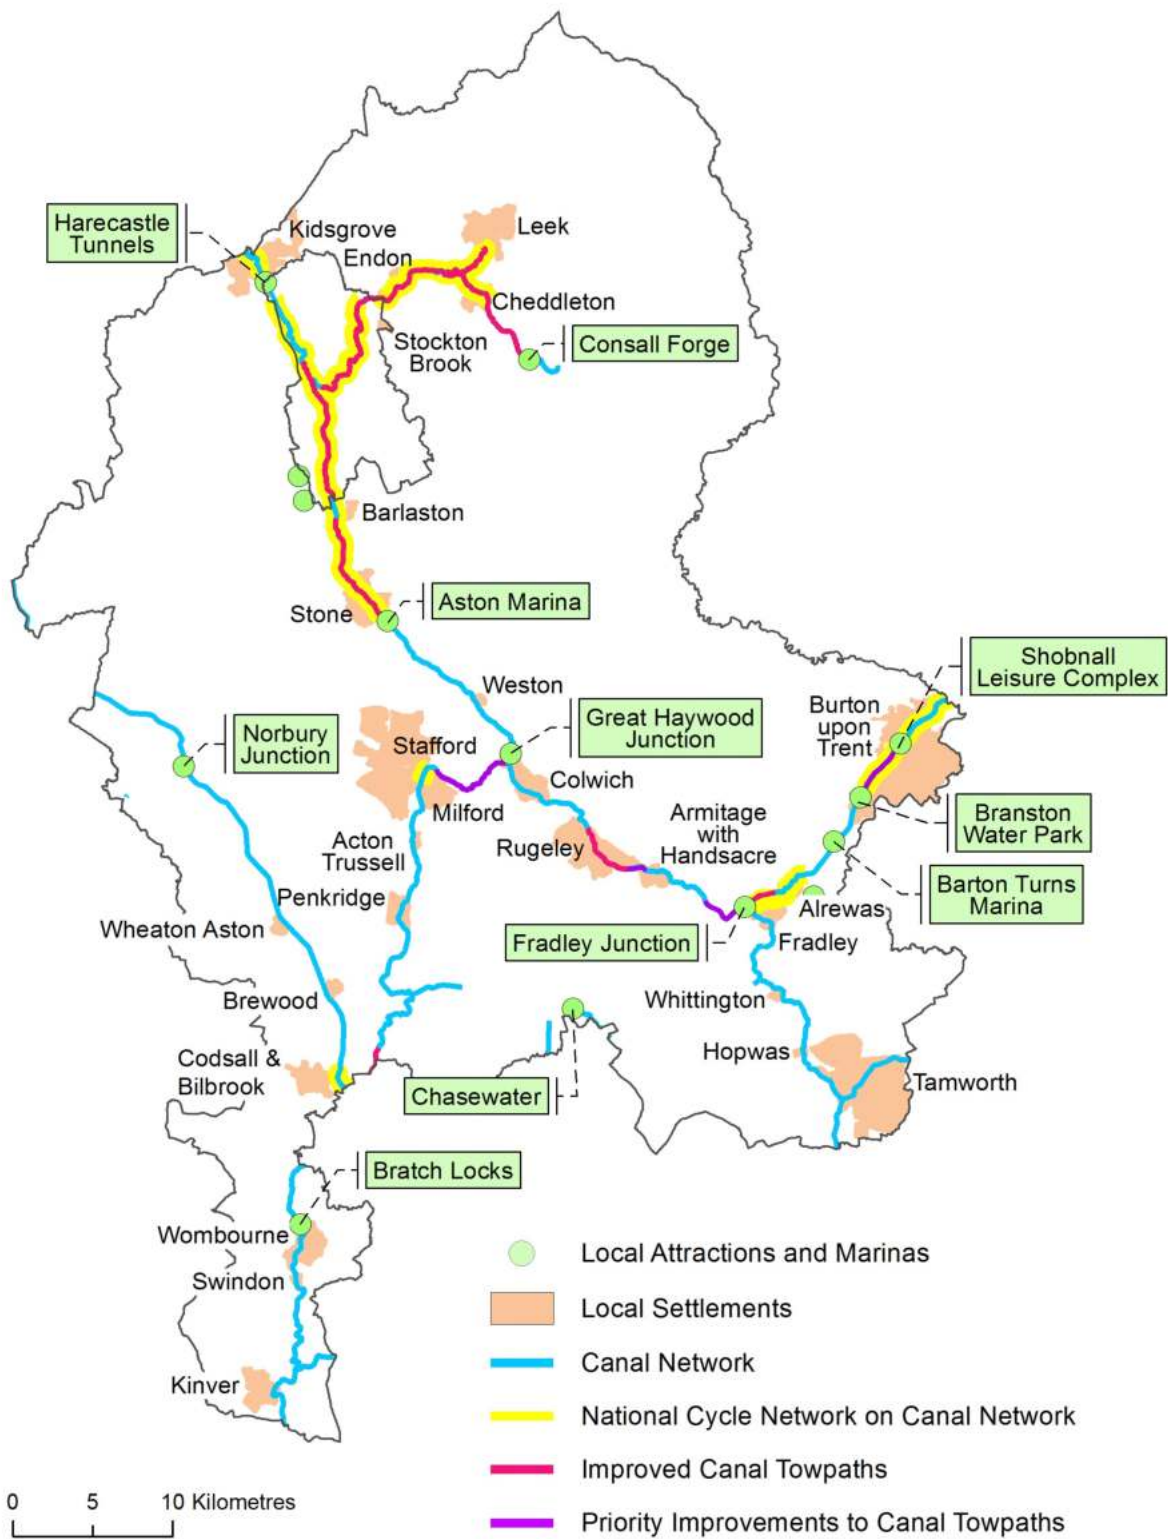 Harecastle
Tunnels
Kidsgrove
Leek
Endon
Cheddleton
Stockton
Brook
Consall Forge
Barlaston
Aston Marina
Stone
Shobnall
Leisure Complex
Weston
Burton
upon
Trent
Norbury
Junction
Great Haywood
Junction
Stafford
Colwich
Milford
Branston
Water Park
Armitage
with
Handsacre
Acton
Trussell
Rugeley
Barton Turns
Marina
Penkridge
Alrewas
Wheaton Aston
Fradley Junction
Fradley
Brewood
Whittington
Hopwas
Codsall &
Bilbrook
Tamworth
Chasewater
Bratch Locks
Wombourne
Swindon
Kinver
Local Attractions and Marinas
Local Settlements
Canal Network
National Cycle Network on Canal Network
Improved Canal Towpaths
Priority Improvements to Canal Towpaths
0 5 10 Kilometres